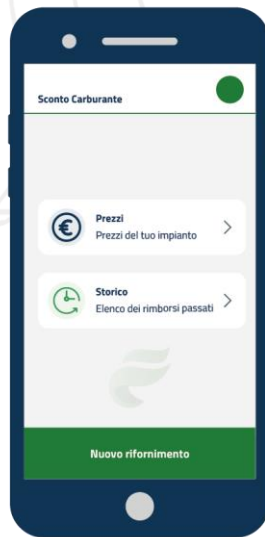 Sconto Carburante
Prezzi
Prezzi del tuo impianto
Storico
Elenco dei rimborsi passati
Nuovo rifornimento